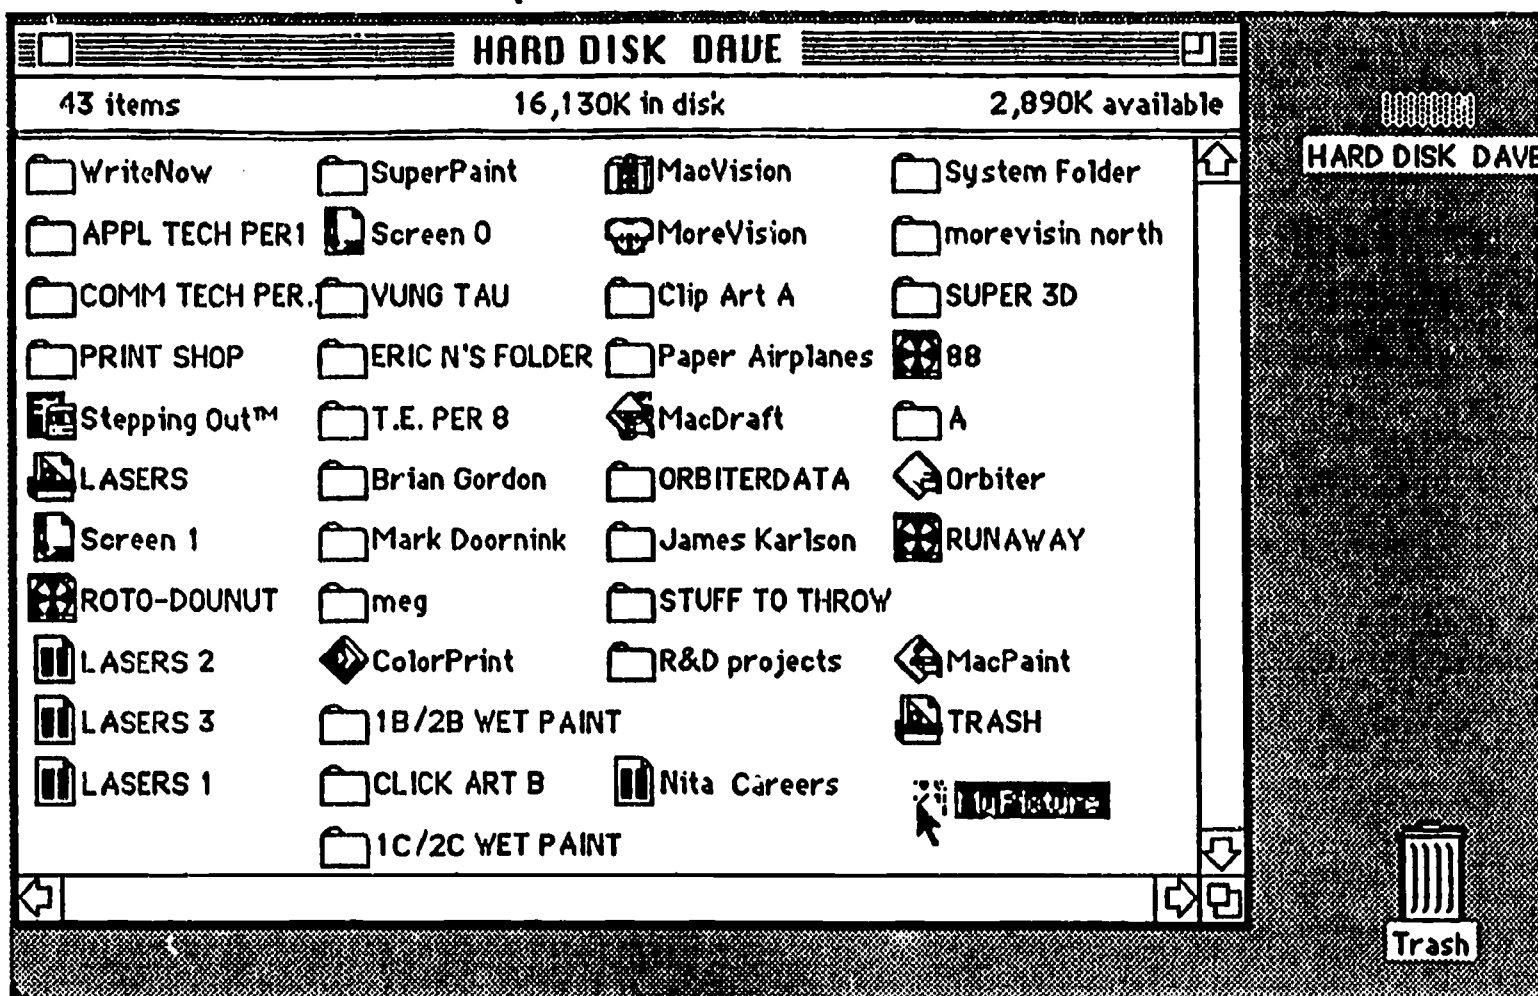 HARD DISK DAVE
43 items 16,130K in disk 2,890K available
HARD DISK DAVE
WriteNow SuperPaint MacVision System Folder
APPL TECH PER1 Screen 0 MoreVision morevisin north
COMM TECH PER. VUNG TAU Clip Art A SUPER 3D
PRINT SHOP ERIC N'S FOLDER Paper Airplanes 88
Stepping Out™ T.E. PER 8 MacDraft A
LASERS Brian Gordon ORBITERDATA Orbiter
Screen 1 Mark Doornink James Karlson RUNAWAY
ROTO-DOUNUT meg STUFF TO THROW
LASERS 2 ColorPrint R&D projects MacPaint
LASERS 3 1B/2B WET PAINT TRASH
LASERS 1 CLICK ART B Nita Careers MyPicture
1C/2C WET PAINT
Trash